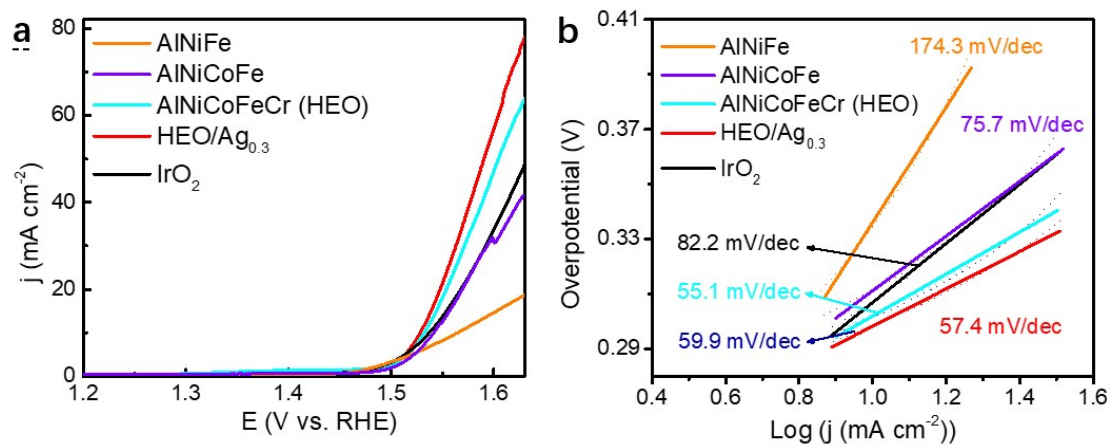 a
80
60
40
20
0
j (mA cm⁻²)
AlNiFe
AlNiCoFe
AlNiCoFeCr (HEO)
HEO/Ag₀.₃
IrO₂
1.2 1.3 1.4 1.5 1.6
E (V vs. RHE)
b
0.41
0.37
0.33
0.29
Overpotential (V)
AlNiFe
AlNiCoFe
AlNiCoFeCr (HEO)
HEO/Ag₀.₃
IrO₂
174.3 mV/dec
75.7 mV/dec
82.2 mV/dec
55.1 mV/dec
59.9 mV/dec
57.4 mV/dec
0.4 0.6 0.8 1.0 1.2 1.4 1.6
Log (j (mA cm⁻²))